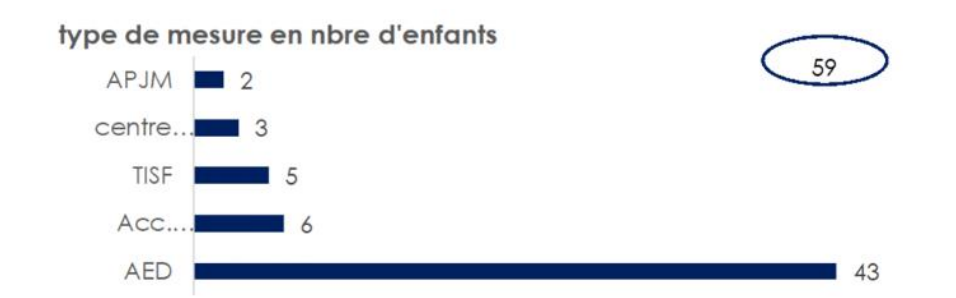 type de mesure en nbre d'enfants
59
APJM 2
centre... 3
TISF 5
Acc.... 6
AED 43